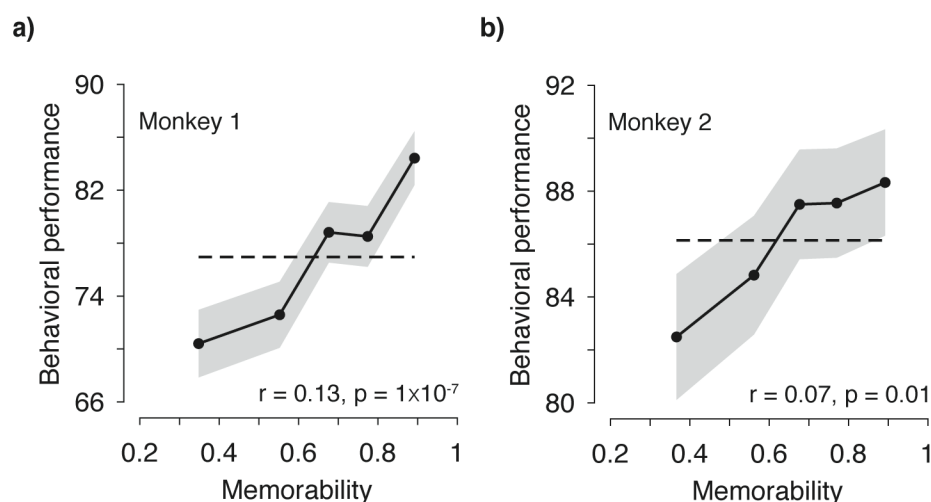 a)
Behavioral performance
90
82
74
66
Monkey 1
r = 0.13, p = 1×10⁻⁷
0.2 0.4 0.6 0.8 1
Memorability
b)
Behavioral performance
92
88
84
80
Monkey 2
r = 0.07, p = 0.01
0.2 0.4 0.6 0.8 1
Memorability